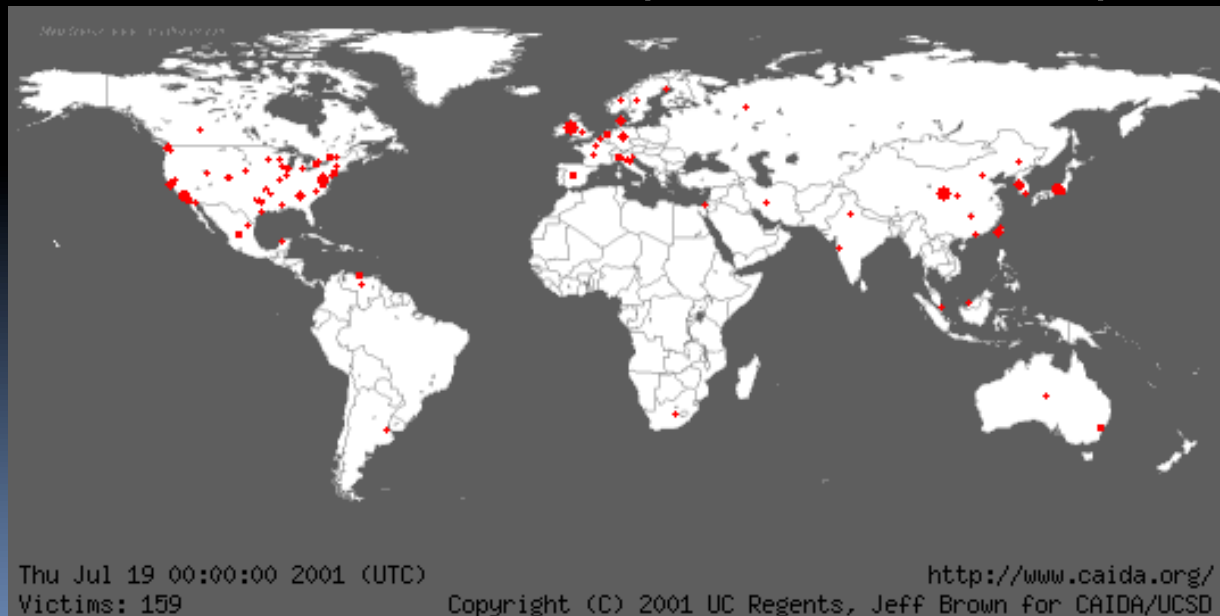 Thu Jul 19 00:00:00 2001 (UTC)
http://www.caida.org/
Victims: 159
Copyright (C) 2001 UC Regents, Jeff Brown for CAIDA/UCSD